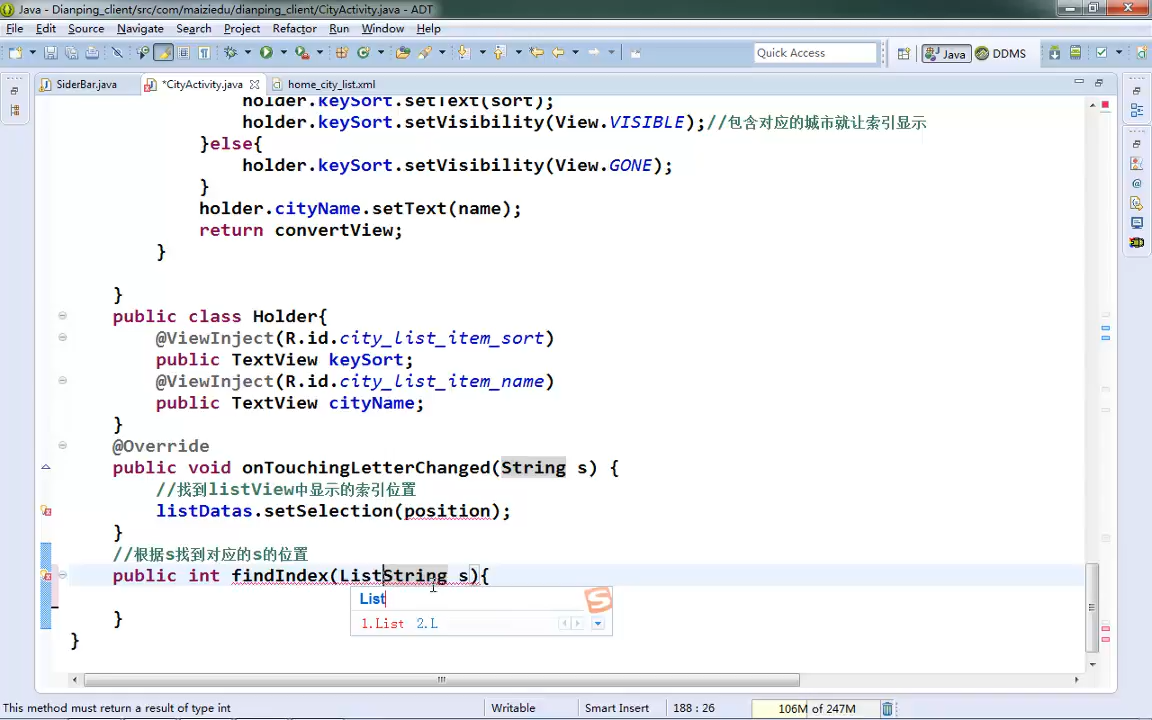 Java - Dianping_client/src/com/maiziedu/dianping_client/CityActivity.java - ADT
File Edit Source Navigate Search Project Refactor Run Window Help
Quick Access Java DDMS
SiderBar.java *CityActivity.java home_city_list.xml
holder.keySort.setText(sort);
holder.keySort.setVisibility(View.VISIBLE);//包含对应的城市就让索引显示
}else{
holder.keySort.setVisibility(View.GONE);
}
holder.cityName.setText(name);
return convertView;
}
}
public class Holder{
@ViewInject(R.id.city_list_item_sort)
public TextView keySort;
@ViewInject(R.id.city_list_item_name)
public TextView cityName;
}
@Override
public void onTouchingLetterChanged(String s) {
//找到listView中显示的索引位置
listDatas.setSelection(position);
}
//根据s找到对应的s的位置
public int findIndex(ListString s){
List
1.List 2.L
}
}
This method must return a result of type int Writable Smart Insert 188 : 26 106M of 247M